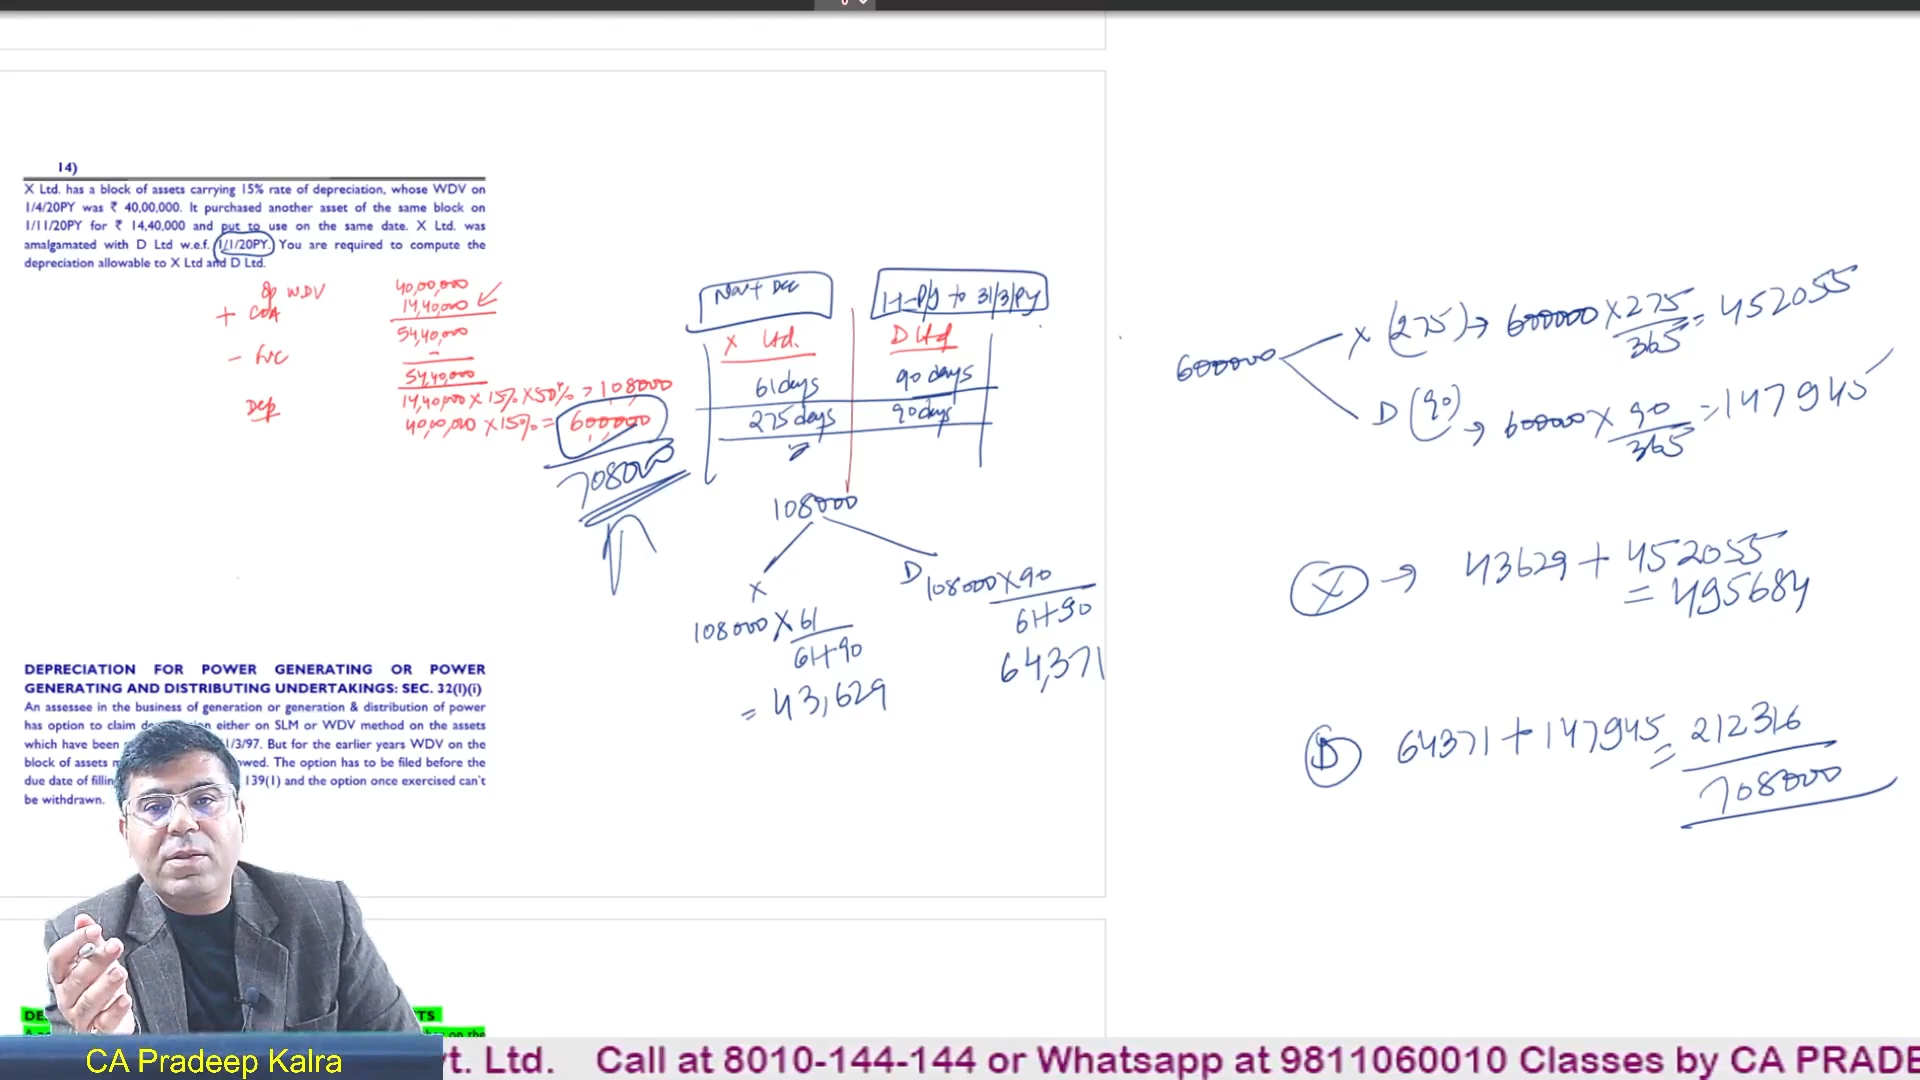 14)
X Ltd. has a block of assets carrying 15% rate of depreciation, whose WDV on
1/4/20PY was ₹ 40,00,000. It purchased another asset of the same block on
1/11/20PY for ₹ 14,40,000 and put to use on the same date. X Ltd. was
amalgamated with D Ltd w.e.f. 1/1/20PY. You are required to compute the
depreciation allowable to X Ltd and D Ltd.
Op WDV 40,00,000
+ COA 14,40,000
54,40,000
-
54,40,000
Dep 14,40,000 × 15% × 50% = 108000
40,00,000 × 15% = 600000
708000
Nov + Dec
to 31/3/PY
X Ltd. D Ltd
61 days 90 days
275 days 90 days
108000
X D
108000 × 61
61+90
= 43,629
108000 × 90
61+90
64,371
600000
X (275) → 600000 × 275 = 452055
365
D (90) → 600000 × 90 = 147945
365
X → 43629 + 452055
= 495684
D 64371 + 147945 = 212316
708000
DEPRECIATION FOR POWER GENERATING OR POWER
GENERATING AND DISTRIBUTING UNDERTAKINGS: SEC. 32(I)(i)
An assessee in the business of generation or generation & distribution of power
has option to claim either on SLM or WDV method on the assets
which have been 1/3/97. But for the earlier years WDV on the
block of assets owed. The option has to be filed before the
due date of 139(1) and the option once exercised can't
be withdrawn.
DE TS
on the
CA Pradeep Kalra
vt. Ltd. Call at 8010-144-144 or Whatsapp at 9811060010 Classes by CA PRADE